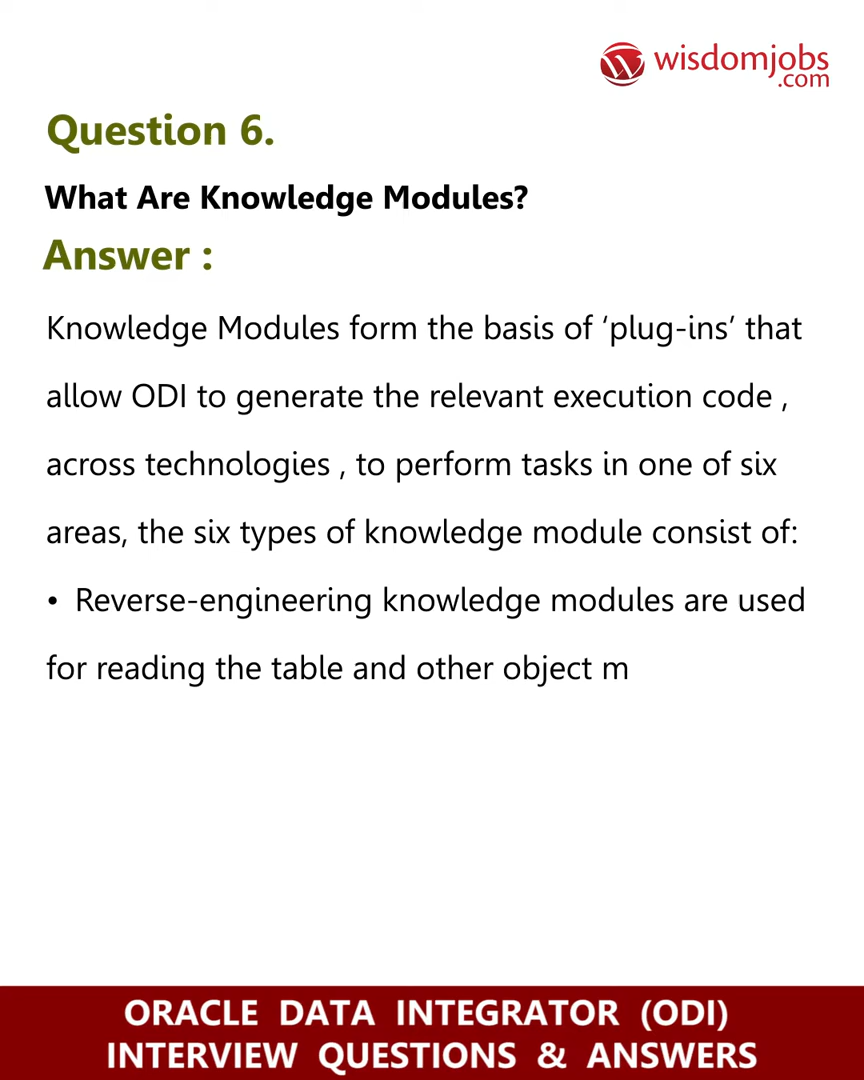 wisdomjobs
.com
Question 6.
What Are Knowledge Modules?
Answer :
Knowledge Modules form the basis of ‘plug-ins’ that
allow ODI to generate the relevant execution code ,
across technologies , to perform tasks in one of six
areas, the six types of knowledge module consist of:
• Reverse-engineering knowledge modules are used
for reading the table and other object m
ORACLE DATA INTEGRATOR (ODI)
INTERVIEW QUESTIONS & ANSWERS